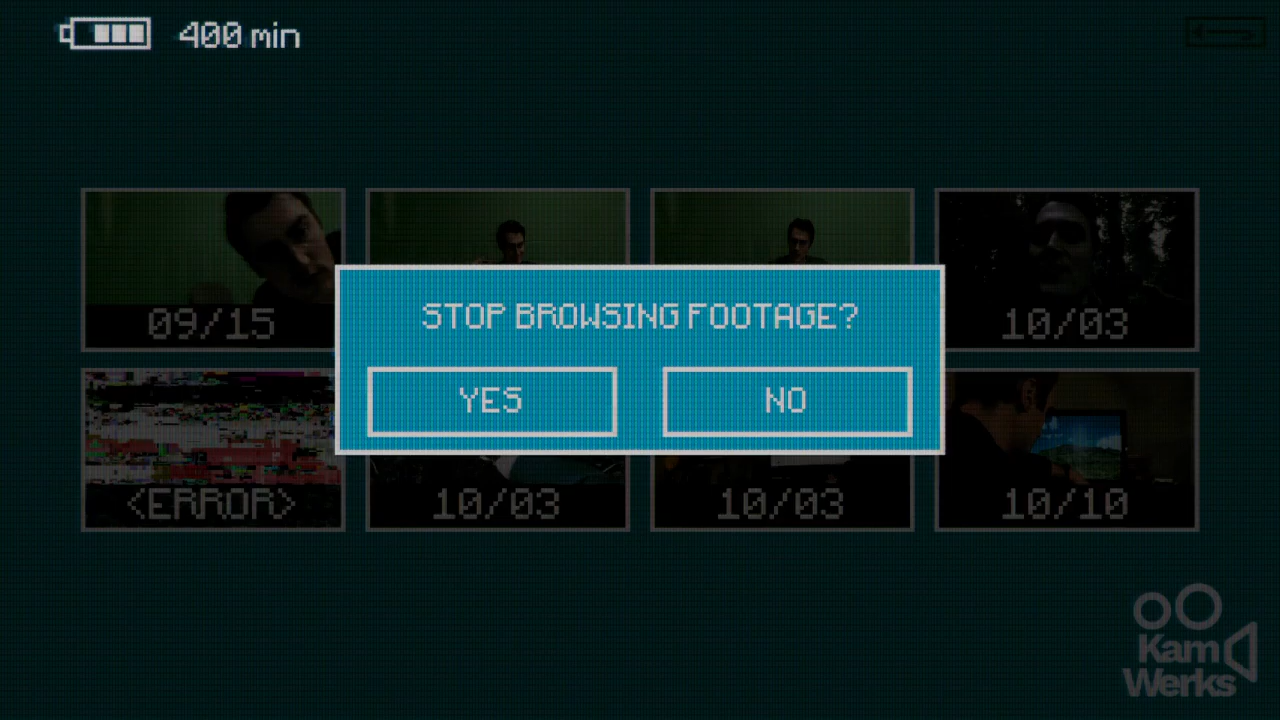 400 min
09/15
10/03
STOP BROWSING FOOTAGE?
YES
NO
<ERROR>
10/03
10/03
10/10
Kam
Werks